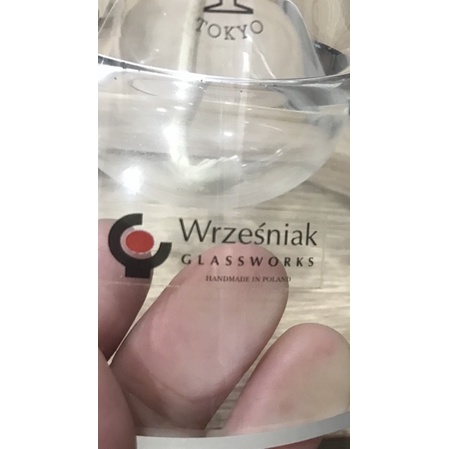 TOKYO
Wrześniak
GLASSWORKS
HANDMADE IN POLAND